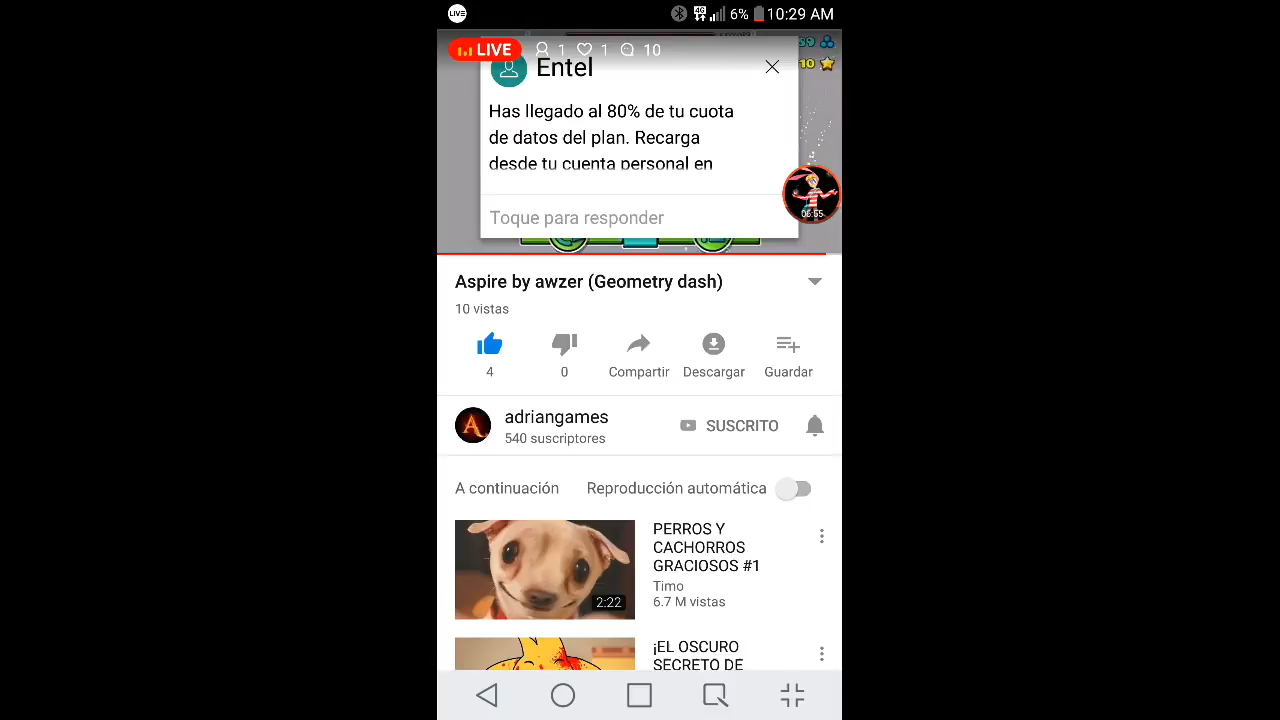 LIVE
4G
6%
10:29 AM
LIVE 1 1 10
Entel
Has llegado al 80% de tu cuota
de datos del plan. Recarga
desde tu cuenta personal en
Toque para responder
10
06:55
Aspire by awzer (Geometry dash)
10 vistas
4
0
Compartir
Descargar
Guardar
A
adriangames
540 suscriptores
SUSCRITO
A continuación
Reproducción automática
2:22
PERROS Y
CACHORROS
GRACIOSOS #1
Timo
6.7 M vistas
¡EL OSCURO
SECRETO DE